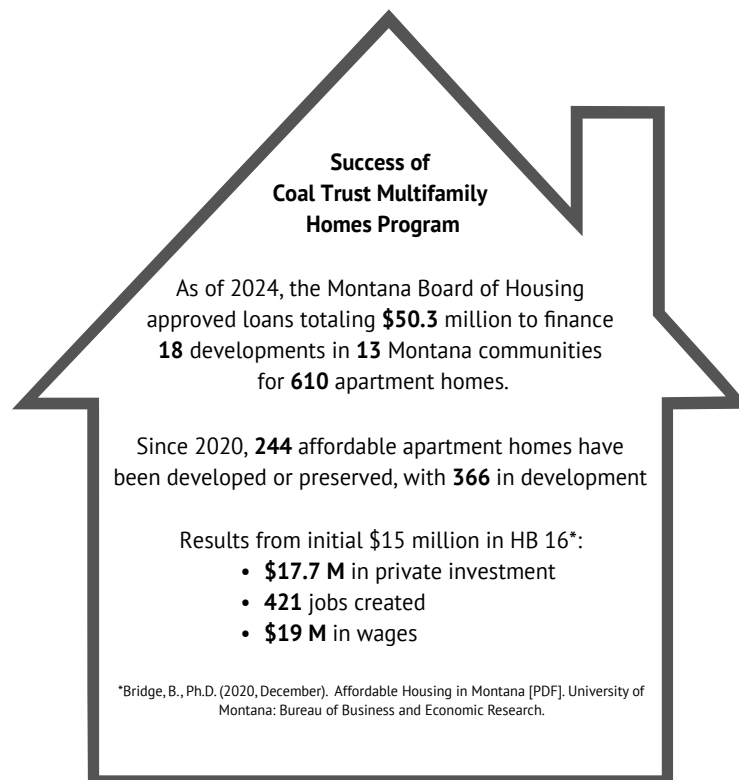 Success of
Coal Trust Multifamily
Homes Program
As of 2024, the Montana Board of Housing
approved loans totaling $50.3 million to finance
18 developments in 13 Montana communities
for 610 apartment homes.
Since 2020, 244 affordable apartment homes have
been developed or preserved, with 366 in development
Results from initial $15 million in HB 16*:
• $17.7 M in private investment
• 421 jobs created
• $19 M in wages
*Bridge, B., Ph.D. (2020, December). Affordable Housing in Montana [PDF]. University of
Montana: Bureau of Business and Economic Research.